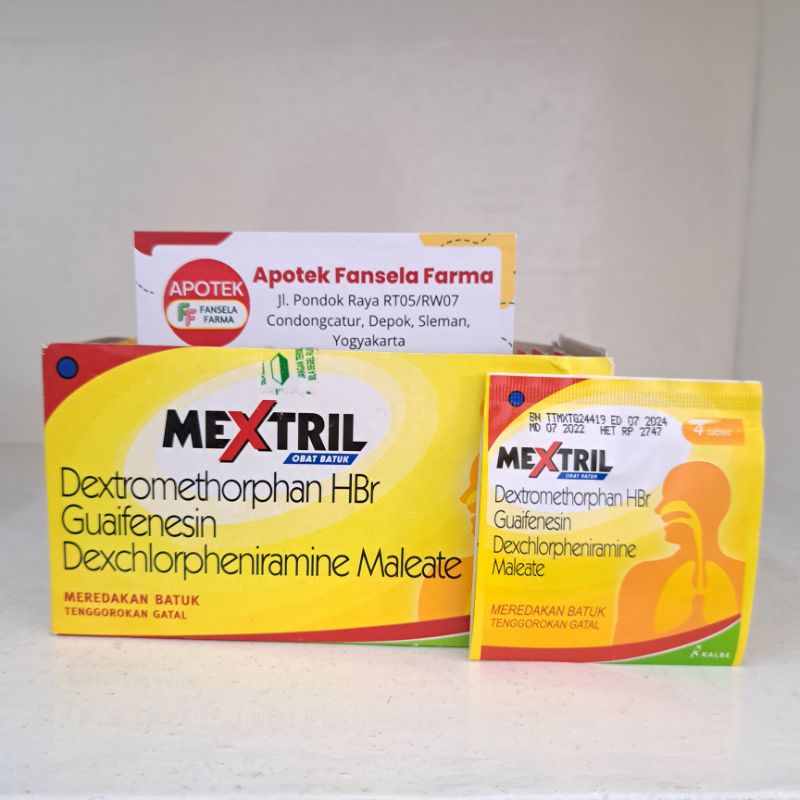 Apotek Fansela Farma
APOTEK
FF FANSELA
FARMA
Jl. Pondok Raya RT05/RW07
Condongcatur, Depok, Sleman,
Yogyakarta
MEXTRIL
OBAT BATUK
Dextromethorphan HBr
Guaifenesin
Dexchlorpheniramine Maleate
MEREDAKAN BATUK
TENGGOROKAN GATAL
BN TTMXTG24419 ED 07 2024
MD 07 2022 HET RP 2747
4 tablet
MEXTRIL
OBAT BATUK
Dextromethorphan HBr
Guaifenesin
Dexchlorpheniramine
Maleate
MEREDAKAN BATUK
TENGGOROKAN GATAL
KALBE